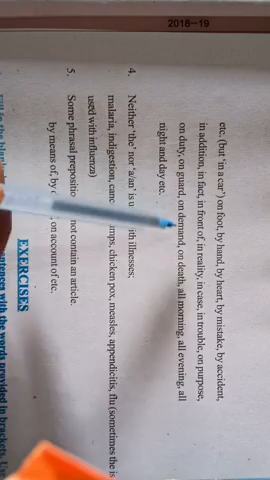 2018–19
etc. (but 'in a car') on foot, by hand, by heart, by mistake, by accident,
in addition, in fact, in front of, in reality, in case, in trouble, on purpose,
on duty, on guard, on demand, on death, all morning, all evening, all
night and day etc.
4. Neither 'the' nor 'a/an' is u ith illnesses;
malaria, indigestion, canc mps, chicken pox, measles, appendicitis, flu (sometimes the is
used with influenza)
5. Some phrasal prepositio not contain an article.
by means of, by on account of etc.
EXERCISES
with the words provided in brackets.